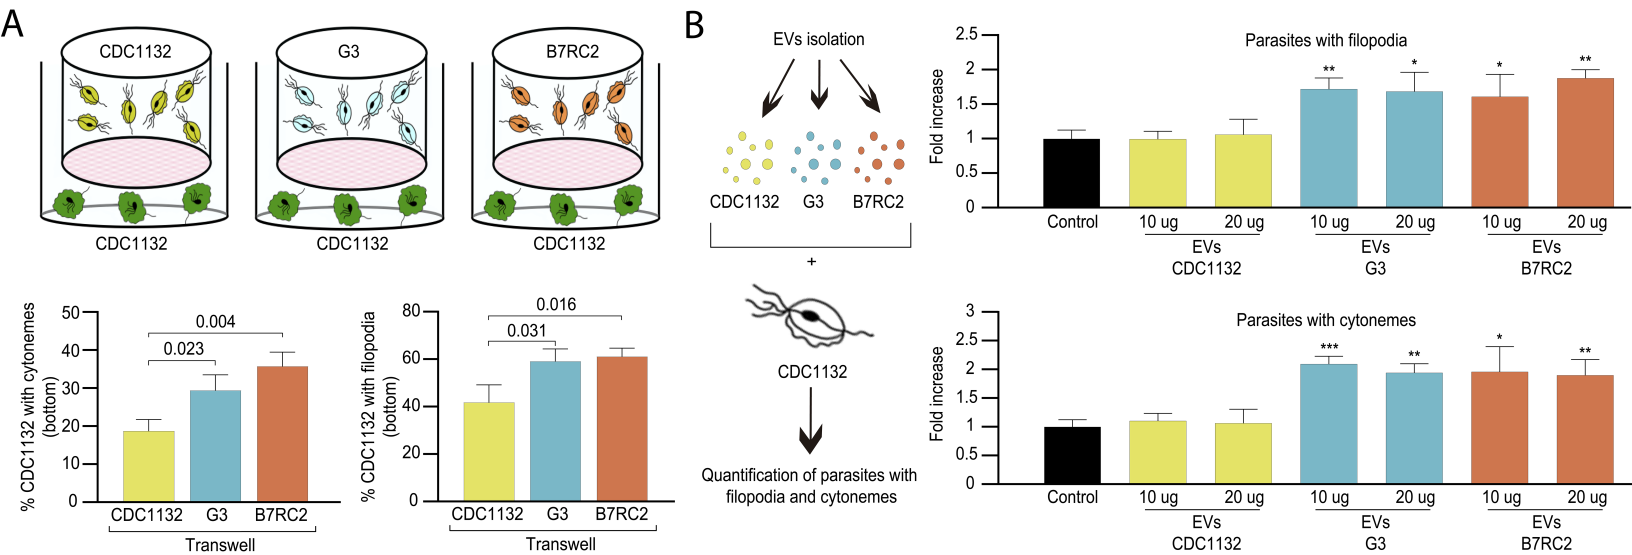 A
CDC1132
G3
B7RC2
CDC1132
CDC1132
CDC1132
% CDC1132 with cytonemes
(bottom)
50
40
30
20
10
0
0.004
0.023
CDC1132
G3
B7RC2
Transwell
% CDC1132 with filopodia
(bottom)
80
60
40
20
0
0.016
0.031
CDC1132
G3
B7RC2
Transwell
B
EVs isolation
CDC1132
G3
B7RC2
+
CDC1132
Quantification of parasites with
filopodia and cytonemes
Parasites with filopodia
Fold increase
2.5
2
1.5
1
0.5
0
**
*
*
**
Control
10 ug
20 ug
10 ug
20 ug
10 ug
20 ug
EVs
CDC1132
EVs
G3
EVs
B7RC2
Parasites with cytonemes
Fold increase
3
2.5
2
1.5
1
0.5
0
***
**
*
**
Control
10 ug
20 ug
10 ug
20 ug
10 ug
20 ug
EVs
CDC1132
EVs
G3
EVs
B7RC2